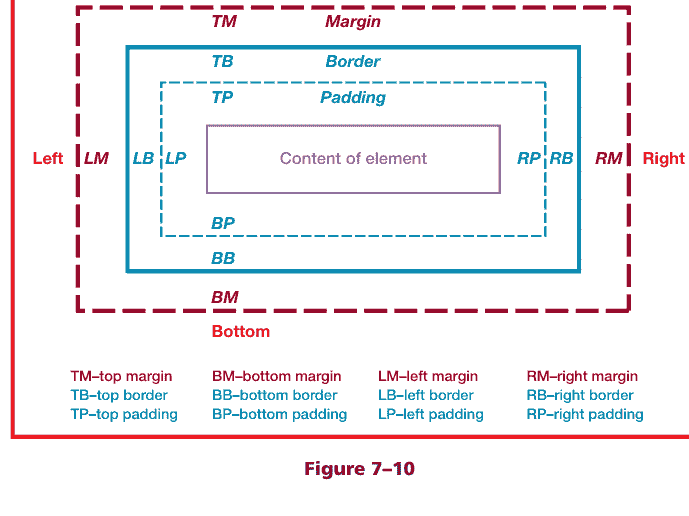 TM Margin
TB Border
TP Padding
Left LM LB LP Content of element RP RB RM Right
BP
BB
BM
Bottom
TM–top margin BM–bottom margin LM–left margin RM–right margin
TB–top border BB–bottom border LB–left border RB–right border
TP–top padding BP–bottom padding LP–left padding RP–right padding
Figure 7–10